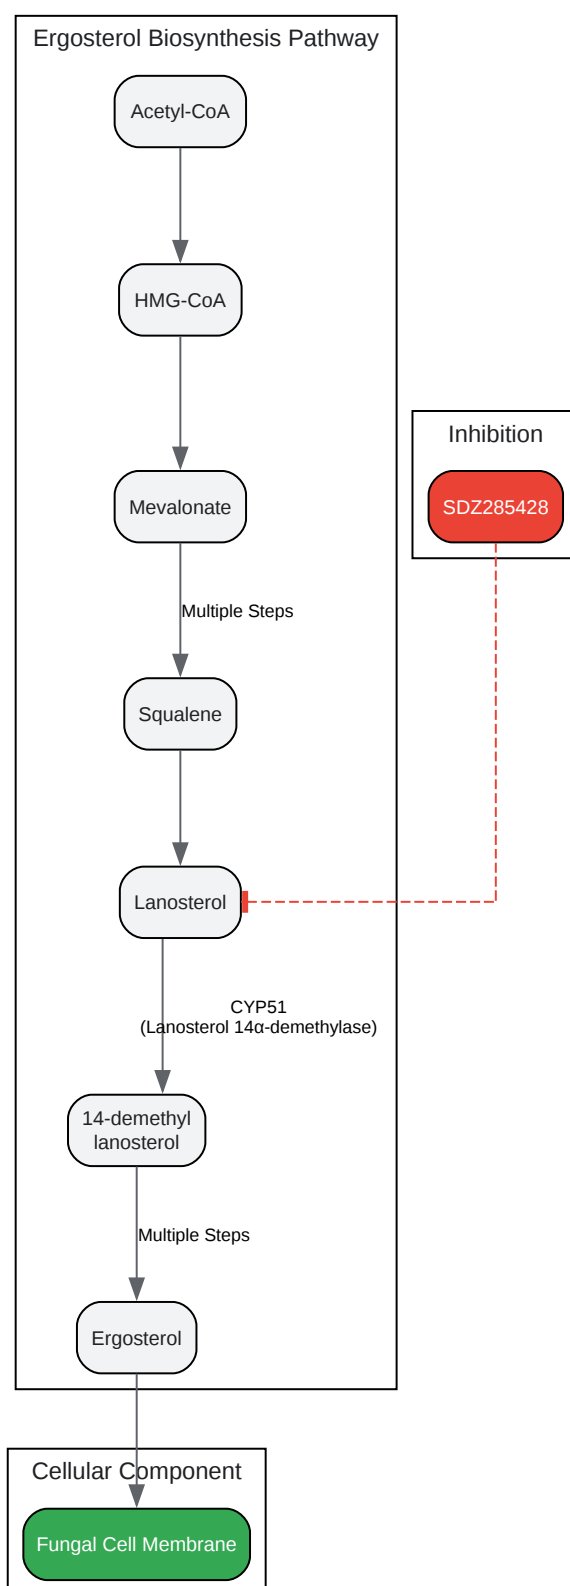 Ergosterol Biosynthesis Pathway
Acetyl-CoA
HMG-CoA
Inhibition
Mevalonate
SDZ285428
Multiple Steps
Squalene
Lanosterol
CYP51
(Lanosterol 14α-demethylase)
14-demethyl
lanosterol
Multiple Steps
Ergosterol
Cellular Component
Fungal Cell Membrane